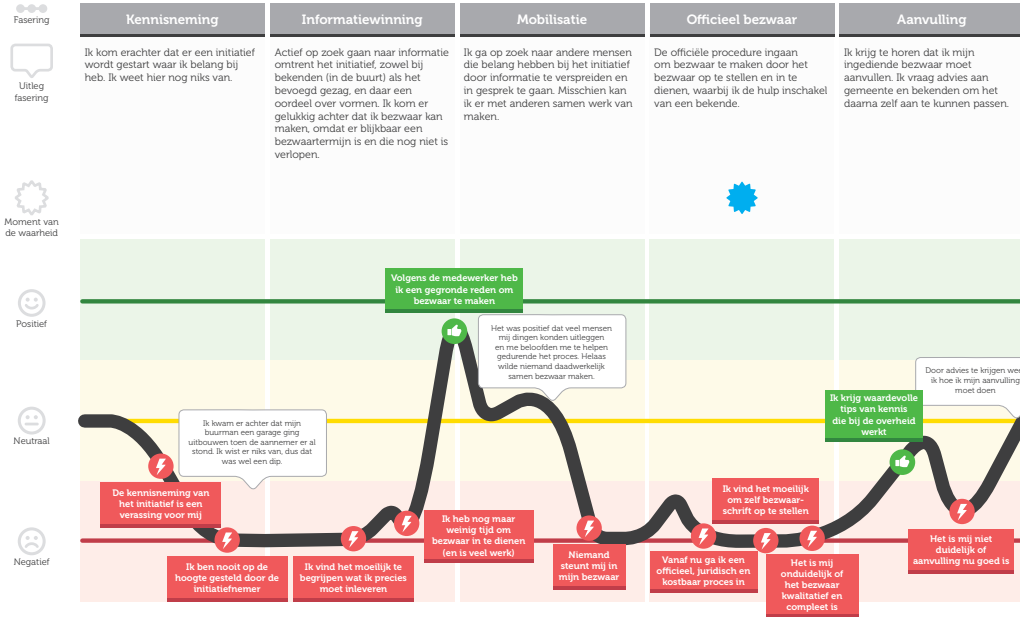 Fasering
Kennisneming
Informatiewinning
Mobilisatie
Officieel bezwaar
Aanvulling
Uitleg
fasering
Ik kom erachter dat er een initiatief
wordt gestart waar ik belang bij
heb. Ik weet hier nog niks van.
Actief op zoek gaan naar informatie
omtrent het initiatief, zowel bij
bekenden (in de buurt) als het
bevoegd gezag, en daar een
oordeel over vormen. Ik kom er
gelukkig achter dat ik bezwaar kan
maken, omdat er blijkbaar een
bezwaartermijn is en die nog niet is
verlopen.
Ik ga op zoek naar andere mensen
die belang hebben bij het initiatief
door informatie te verspreiden en
in gesprek te gaan. Misschien kan
ik er met anderen samen werk van
maken.
De officiële procedure ingaan
om bezwaar te maken door het
bezwaar op te stellen en in te
dienen, waarbij ik de hulp inschakel
van een bekende.
Ik krijg te horen dat ik mijn
ingediende bezwaar moet
aanvullen. Ik vraag advies aan
gemeente en bekenden om het
daarna zelf aan te kunnen passen.
Moment van
de waarheid
Positief
Neutraal
Negatief
Volgens de medewerker heb
ik een gegronde reden om
bezwaar te maken
Het was positief dat veel mensen
mij dingen konden uitleggen
en me beloofden me te helpen
gedurende het proces. Helaas
wilde niemand daadwerkelijk
samen bezwaar maken.
Door advies te krijgen
ik hoe ik mijn aanvulling
moet doen
Ik krijg waardevolle
tips van kennis
die bij de overheid
werkt
Ik kwam er achter dat mijn
buurman een garage ging
uitbouwen toen de aannemer er al
stond. Ik wist er niks van, dus dat
was wel een dip.
De kennisneming van
het initiatief is een
verassing voor mij
Ik ben nooit op de
hoogte gesteld door de
initiatiefnemer
Ik vind het moeilijk te
begrijpen wat ik precies
moet inleveren
Ik heb nog maar
weinig tijd om
bezwaar in te dienen
(en is veel werk)
Niemand
steunt mij in
mijn bezwaar
Vanaf nu ga ik een
officieel, juridisch en
kostbaar proces in
Ik vind het moeilijk
om zelf bezwaar-
schrift op te stellen
Het is mij
onduidelijk of
het bezwaar
kwalitatief en
compleet is
Het is mij niet
duidelijk of
aanvulling nu goed is